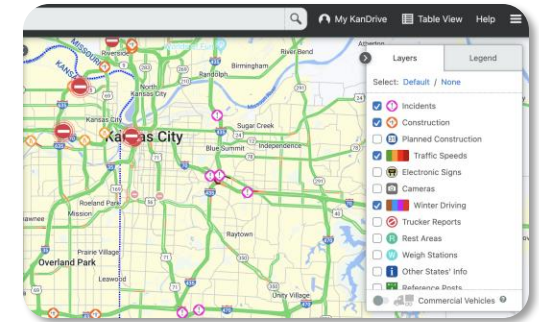 My KanDrive Table View Help
MISSOURI
Riverside
Birmingham
River Bend
Randolph
North
Kansas City
Kansas City
Kansas City
Sugar Creek
Blue Summit
Independence
Roeland Park
Mission
Raytown
Prairie Village
Overland Park
Leawood
Unity Village
Layers Legend
Select: Default / None
Incidents
Construction
Planned Construction
Traffic Speeds
Electronic Signs
Cameras
Winter Driving
Trucker Reports
Rest Areas
Weigh Stations
Other States' Info
Reference Posts
Commercial Vehicles